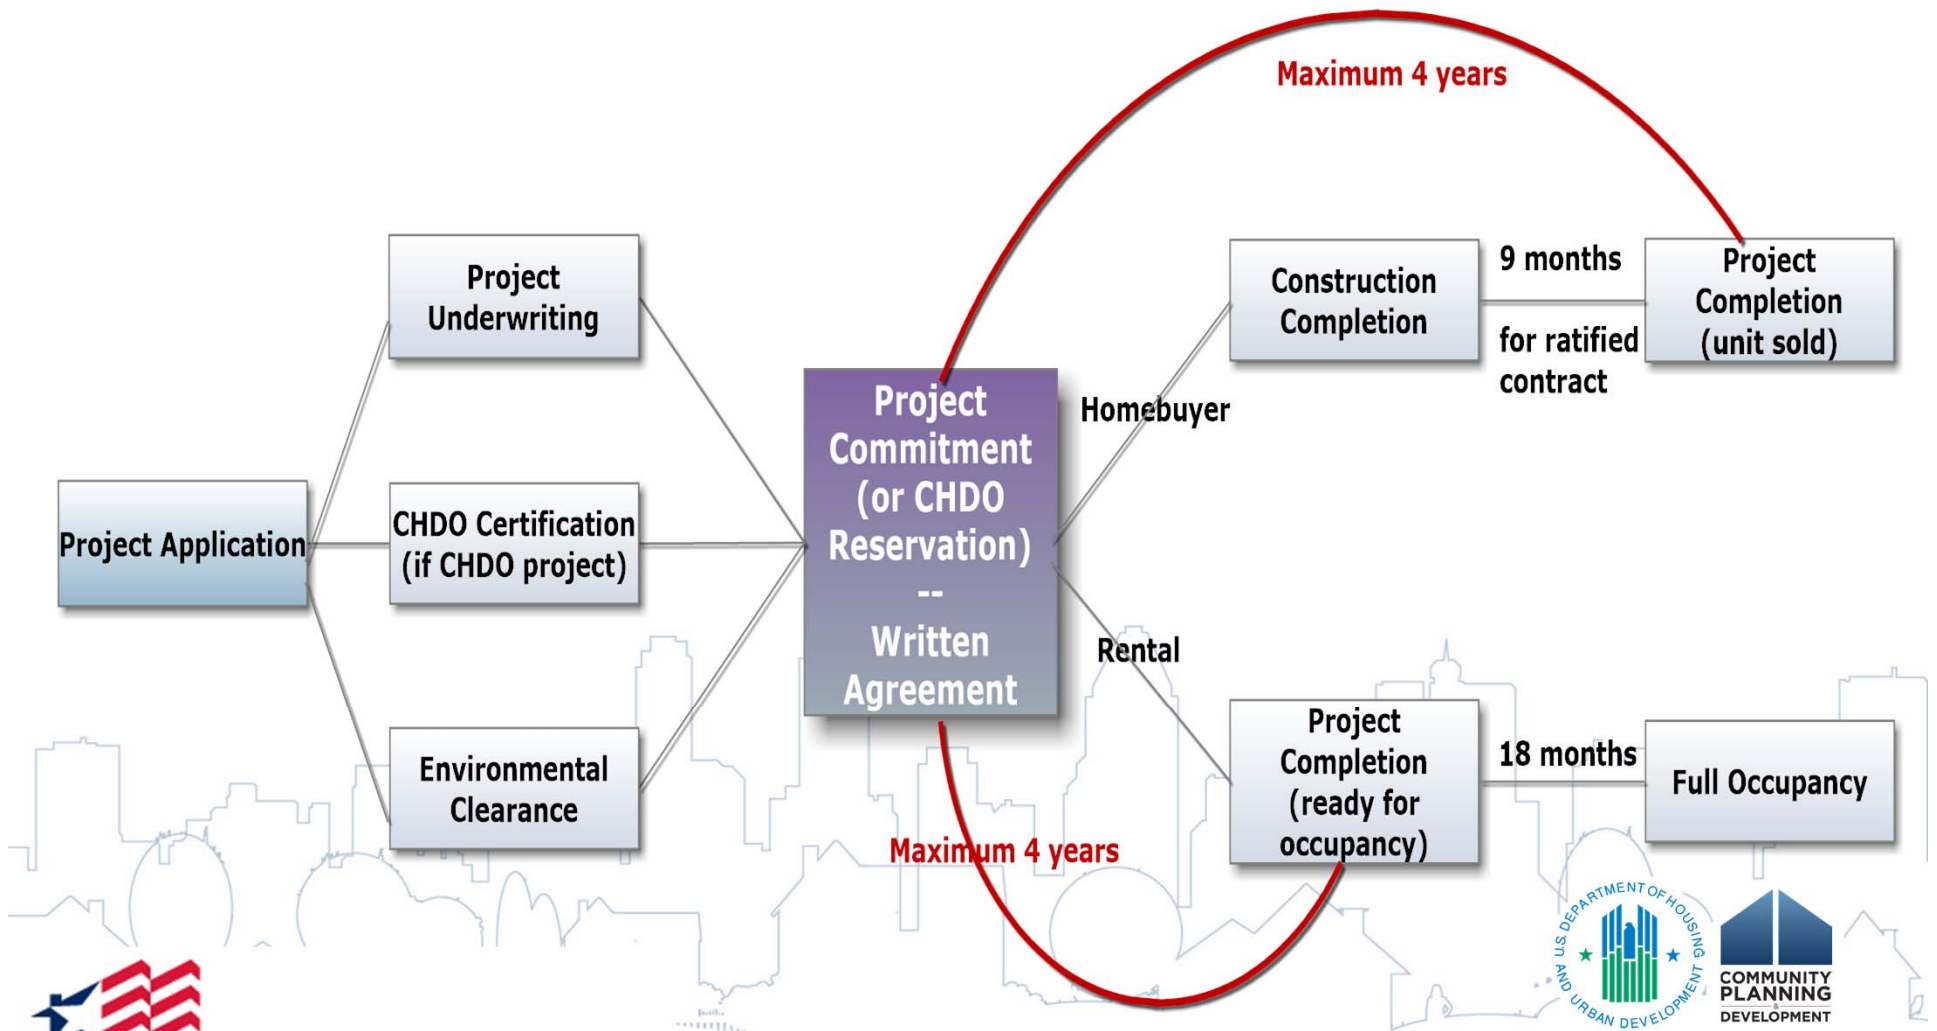 Maximum 4 years
Project
Underwriting
Construction
Completion
9 months
for ratified
contract
Project
Completion
(unit sold)
Project Application
CHDO Certification
(if CHDO project)
Project
Commitment
(or CHDO
Reservation)
--
Written
Agreement
Homebuyer
Rental
Environmental
Clearance
Project
Completion
(ready for
occupancy)
18 months
Full Occupancy
Maximum 4 years
U.S. DEPARTMENT OF HOUSING
AND URBAN DEVELOPMENT
COMMUNITY
PLANNING
&
DEVELOPMENT